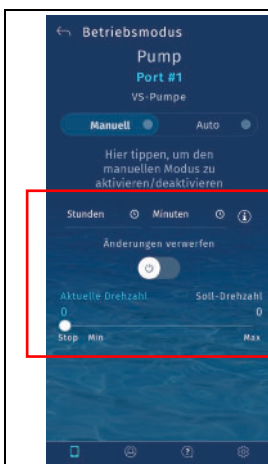 Betriebsmodus
Pump
Port #1
VS-Pumpe
Manuell Auto
Hier tippen, um den
manuellen Modus zu
aktivieren/deaktivieren
Stunden Minuten
Änderungen verwerfen
Aktuelle Drehzahl Soll-Drehzahl
0 0
Stop Min Max